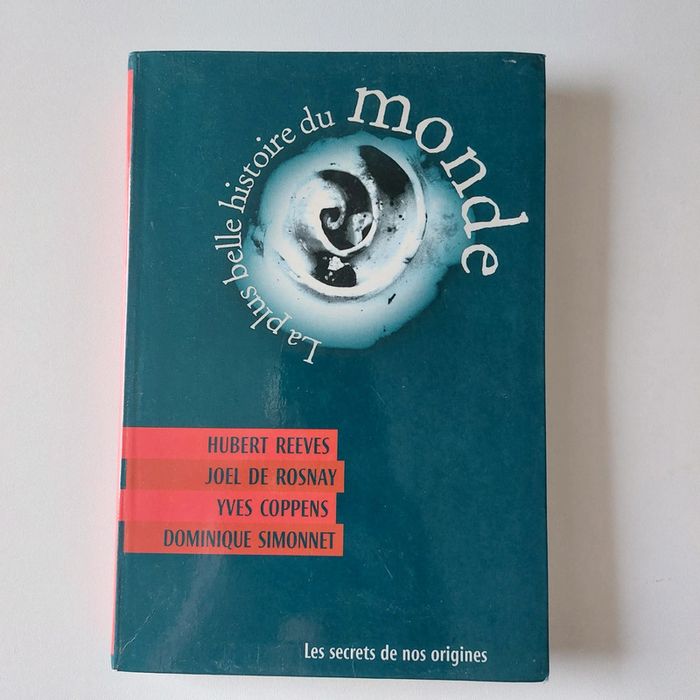 La plus belle histoire du monde
HUBERT REEVES
JOEL DE ROSNAY
YVES COPPENS
DOMINIQUE SIMONNET
Les secrets de nos origines